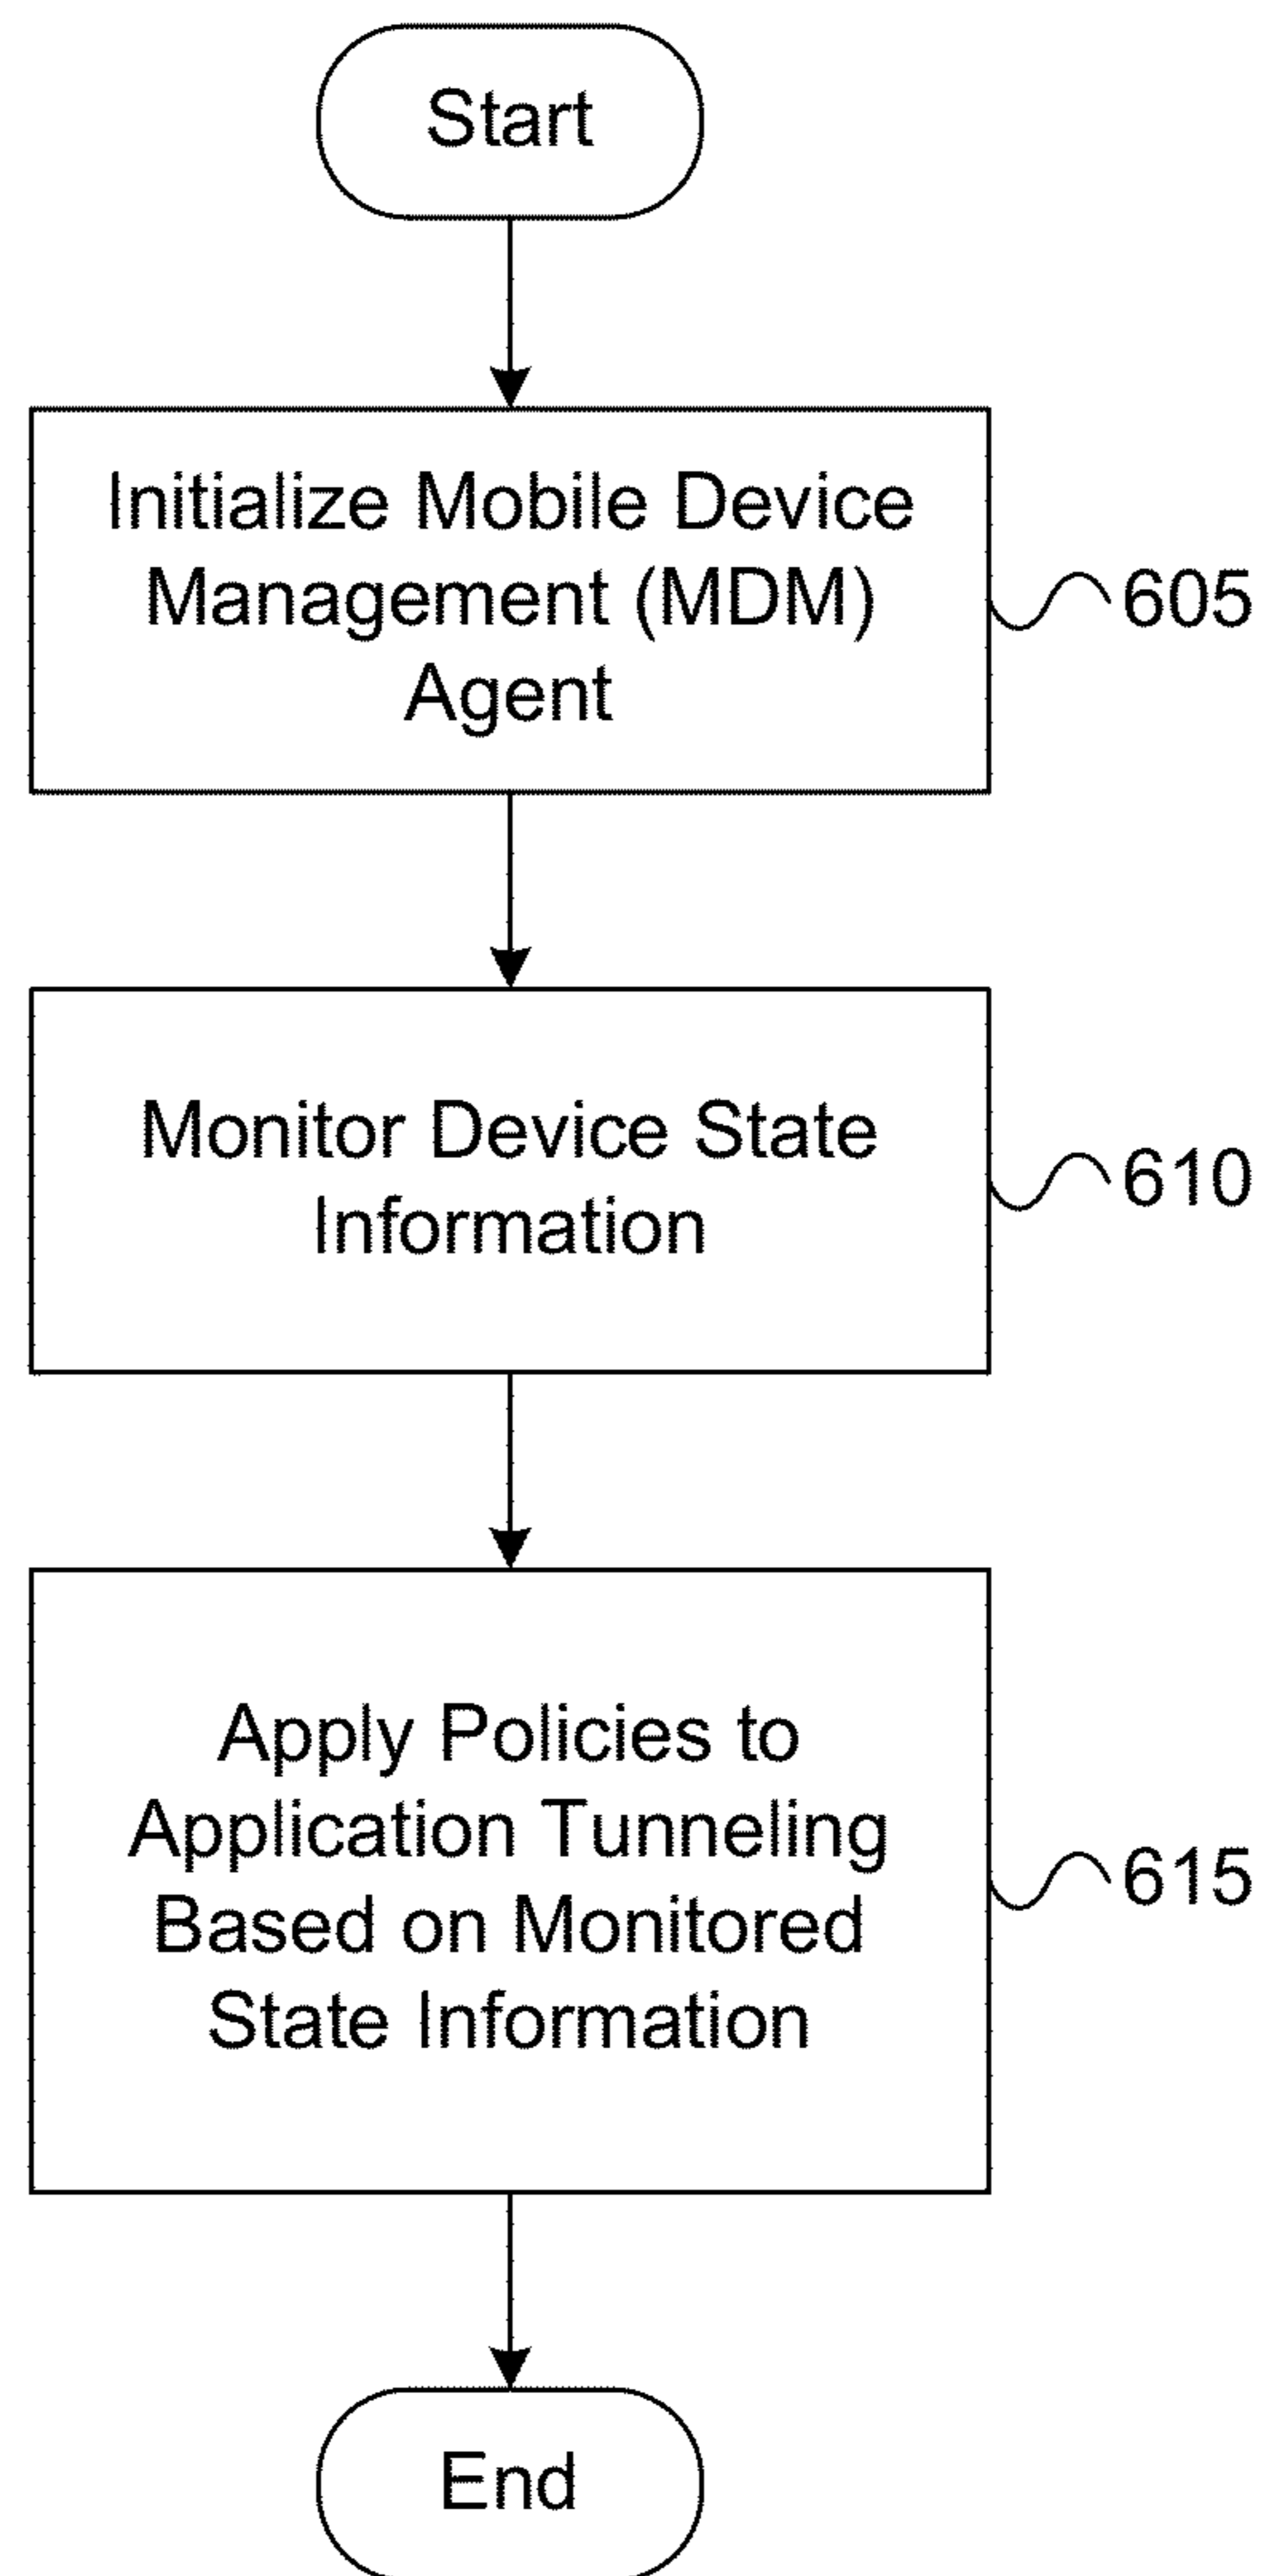 Start
Initialize Mobile Device
Management (MDM)
Agent
605
Monitor Device State
Information
610
Apply Policies to
Application Tunneling
Based on Monitored
State Information
615
End